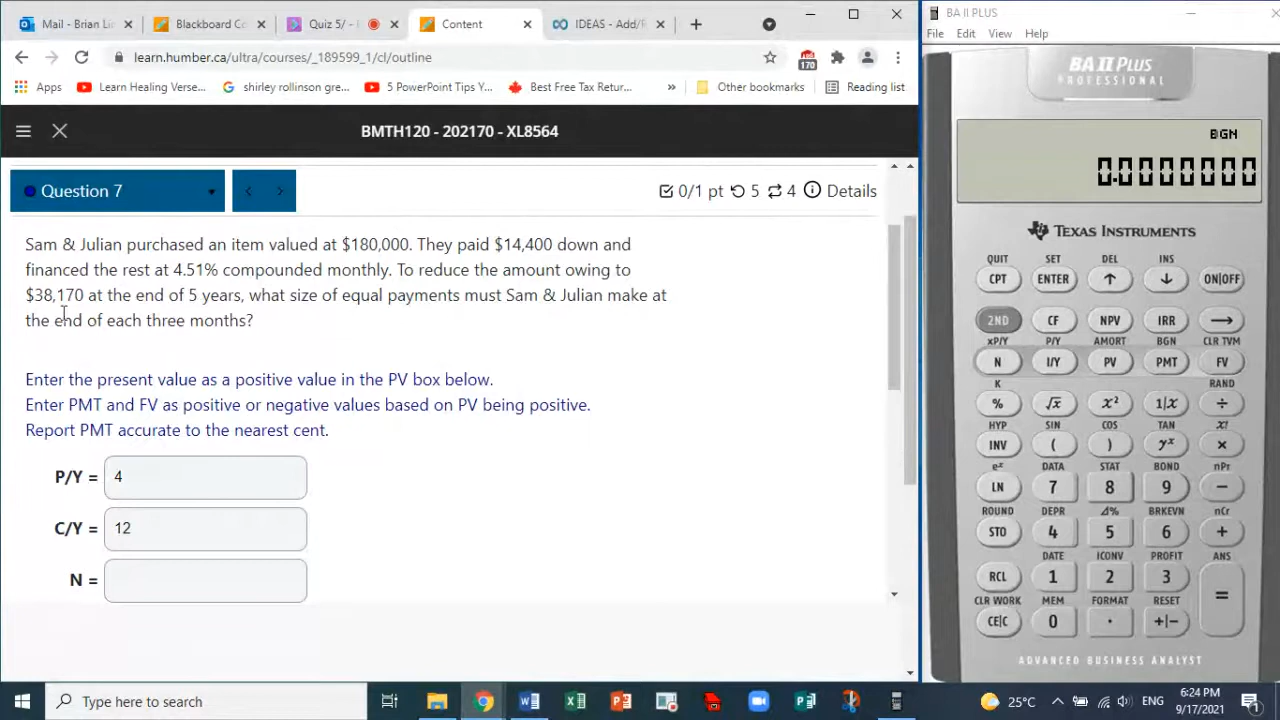 Mail - Brian Li
Blackboard Co
Quiz 5/ -
Content
IDEAS - Add/
learn.humber.ca/ultra/courses/_189599_1/cl/outline
170
Apps
Learn Healing Verse...
shirley rollinson gre...
5 PowerPoint Tips Y...
Best Free Tax Retur...
»
Other bookmarks
Reading list
BMTH120 - 202170 - XL8564
Question 7
0/1 pt 5 4 Details
Sam & Julian purchased an item valued at $180,000. They paid $14,400 down and
financed the rest at 4.51% compounded monthly. To reduce the amount owing to
$38,170 at the end of 5 years, what size of equal payments must Sam & Julian make at
the end of each three months?
Enter the present value as a positive value in the PV box below.
Enter PMT and FV as positive or negative values based on PV being positive.
Report PMT accurate to the nearest cent.
P/Y = 4
C/Y = 12
N =
BA II PLUS
File Edit View Help
BA II Plus
PROFESSIONAL
BGN
0.0000000
TEXAS INSTRUMENTS
QUIT SET DEL INS
CPT ENTER ↑ ↓ ON|OFF
2ND CF NPV IRR →
xP/Y P/Y AMORT BGN CLR TVM
N I/Y PV PMT FV
K RAND
% √x x² 1/X ÷
HYP SIN COS TAN x!
INV ( ) yˣ ×
eˣ DATA STAT BOND nPr
LN 7 8 9 −
ROUND DEPR ⊿% BRKEVN nCr
STO 4 5 6 +
DATE ICONV PROFIT ANS
RCL 1 2 3 =
CLR WORK MEM FORMAT RESET
CE|C 0 . +|−
ADVANCED BUSINESS ANALYST
Type here to search
25°C
ENG
6:24 PM
9/17/2021
1